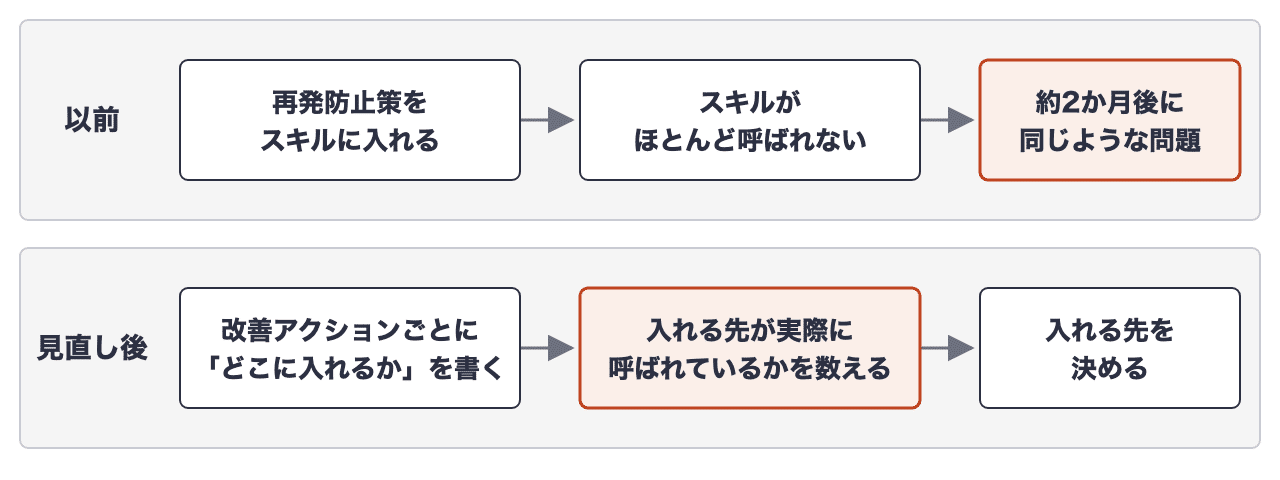 以前
再発防止策を
スキルに入れる
スキルが
ほとんど呼ばれない
約2か月後に
同じような問題
見直し後
改善アクションごとに
「どこに入れるか」を書く
入れる先が実際に
呼ばれているかを数える
入れる先を
決める